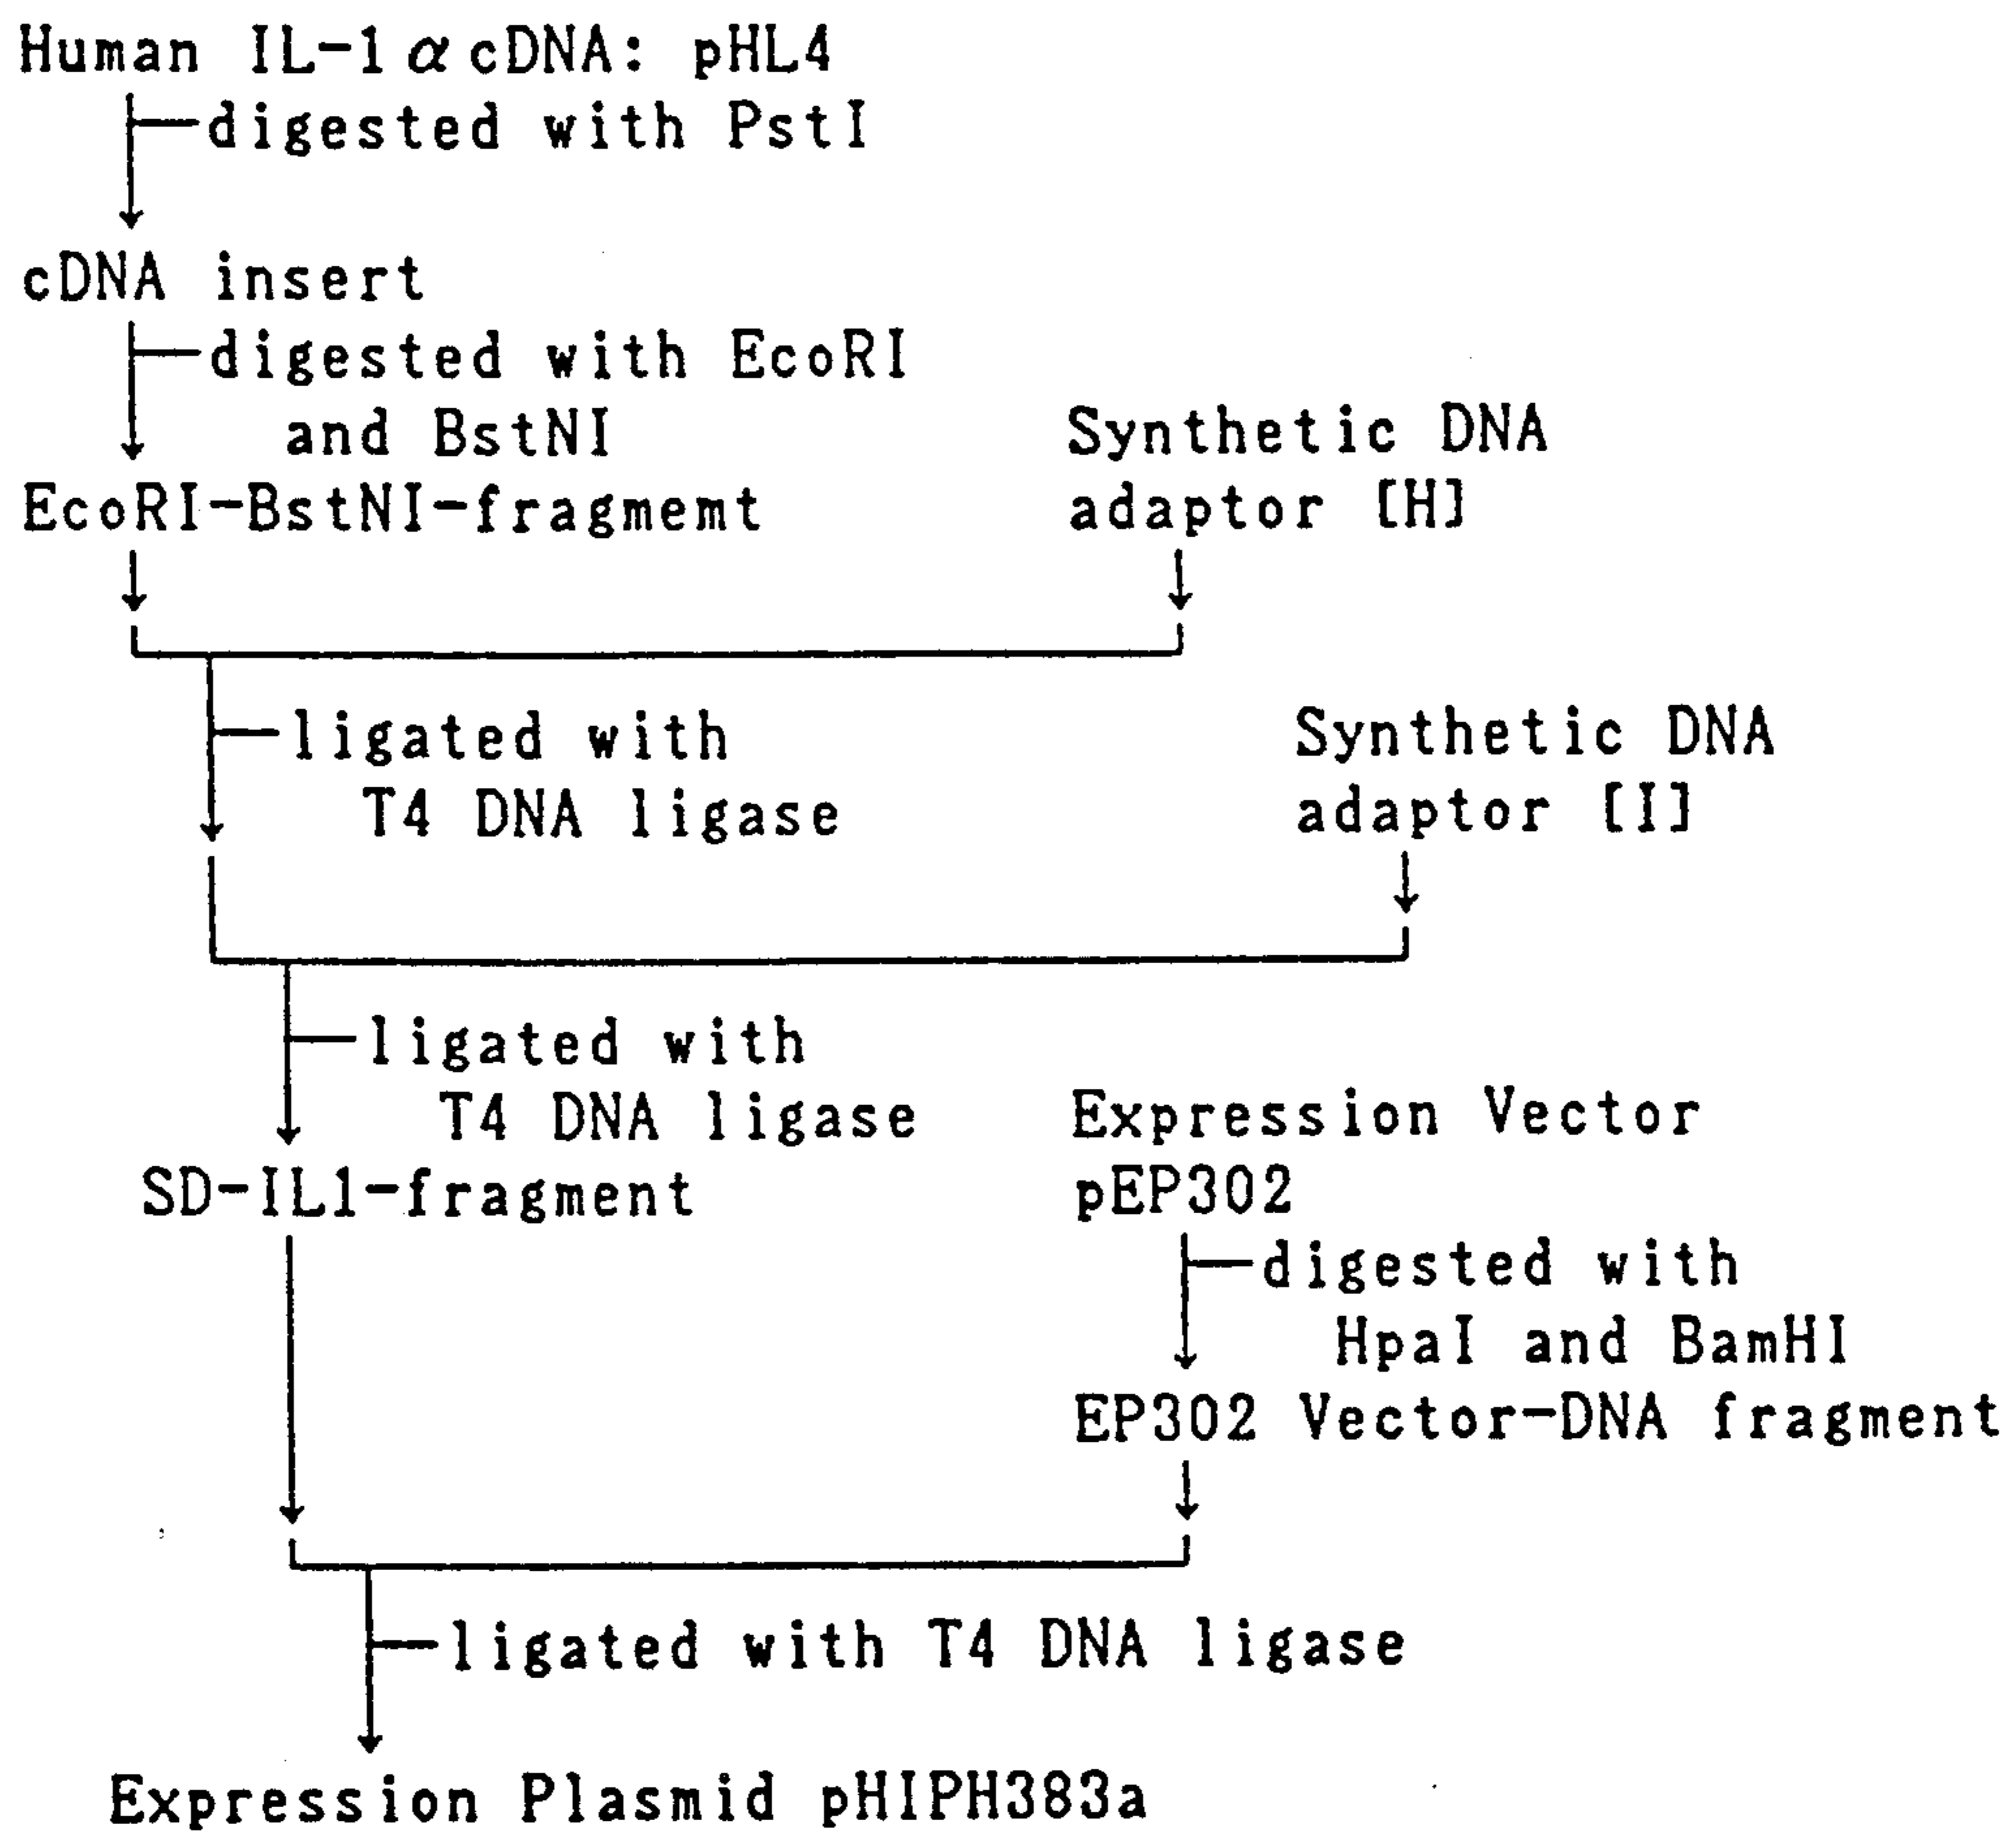 Human IL-1αcDNA: pHL4
digested with PstI
cDNA insert
digested with EcoRI
and BstNI
EcoRI-BstNI-fragmemt
Synthetic DNA
adaptor [H]
ligated with
T4 DNA ligase
Synthetic DNA
adaptor [I]
ligated with
T4 DNA ligase
SD-IL1-fragment
Expression Vector
pEP302
digested with
HpaI and BamHI
EP302 Vector-DNA fragment
ligated with T4 DNA ligase
Expression Plasmid pHIPH383a